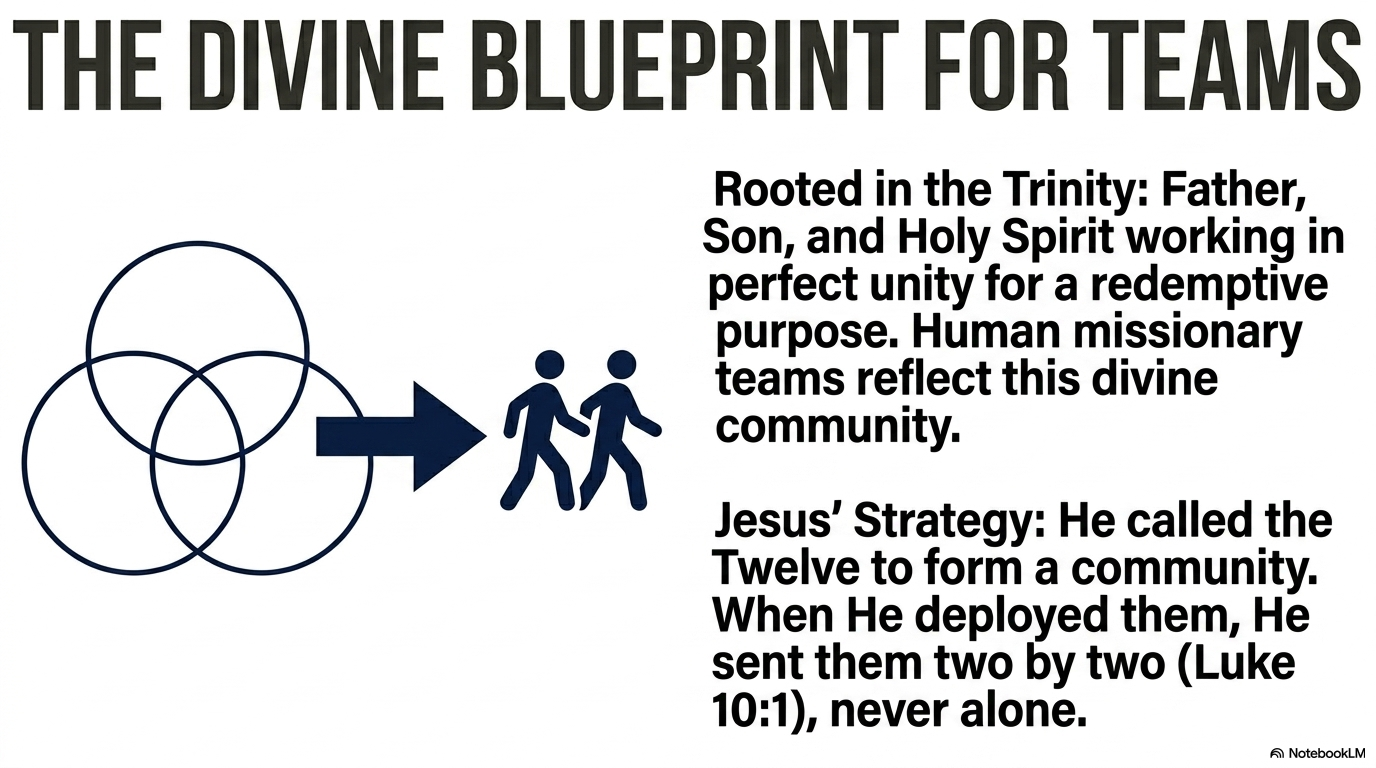 THE DIVINE BLUEPRINT FOR TEAMS
Rooted in the Trinity: Father,
Son, and Holy Spirit working in
perfect unity for a redemptive
purpose. Human missionary
teams reflect this divine
community.
Jesus’ Strategy: He called the
Twelve to form a community.
When He deployed them, He
sent them two by two (Luke
10:1), never alone.
NotebookLM